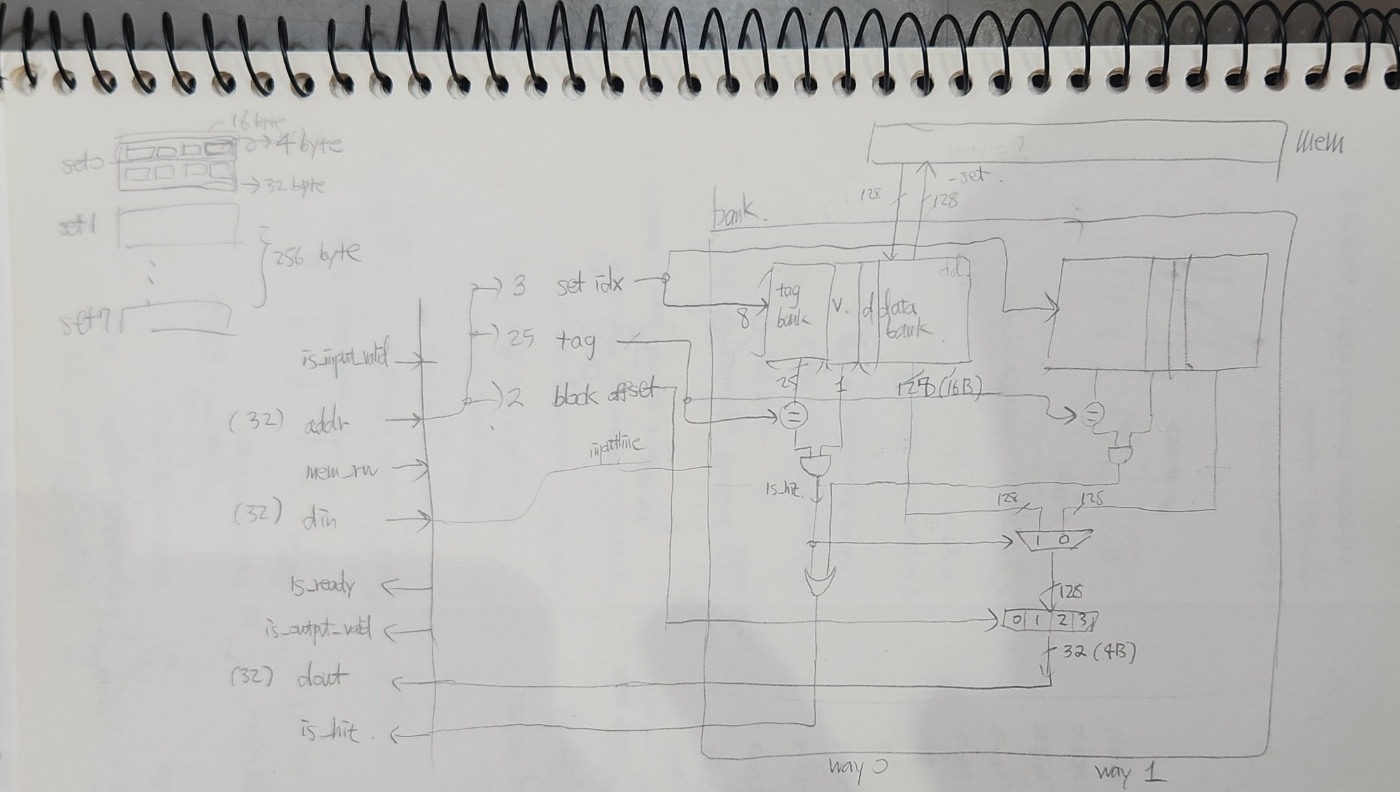 16 byte
4 byte
set0
32 byte
set1
256 byte
set7
mem
128
128
-set.
bank.
3 set idx
25 tag
2 block offset
8
tag bank
v.
d
data bank
25
1
128 (16B)
=
=
is_input_valid
(32) addr
mem_rw
(32) din
is_ready
is_output_valid
(32) dout
is_hit.
is_hit.
128
128
1 0
128
0 1 2 3
32 (4B)
way 0
way 1